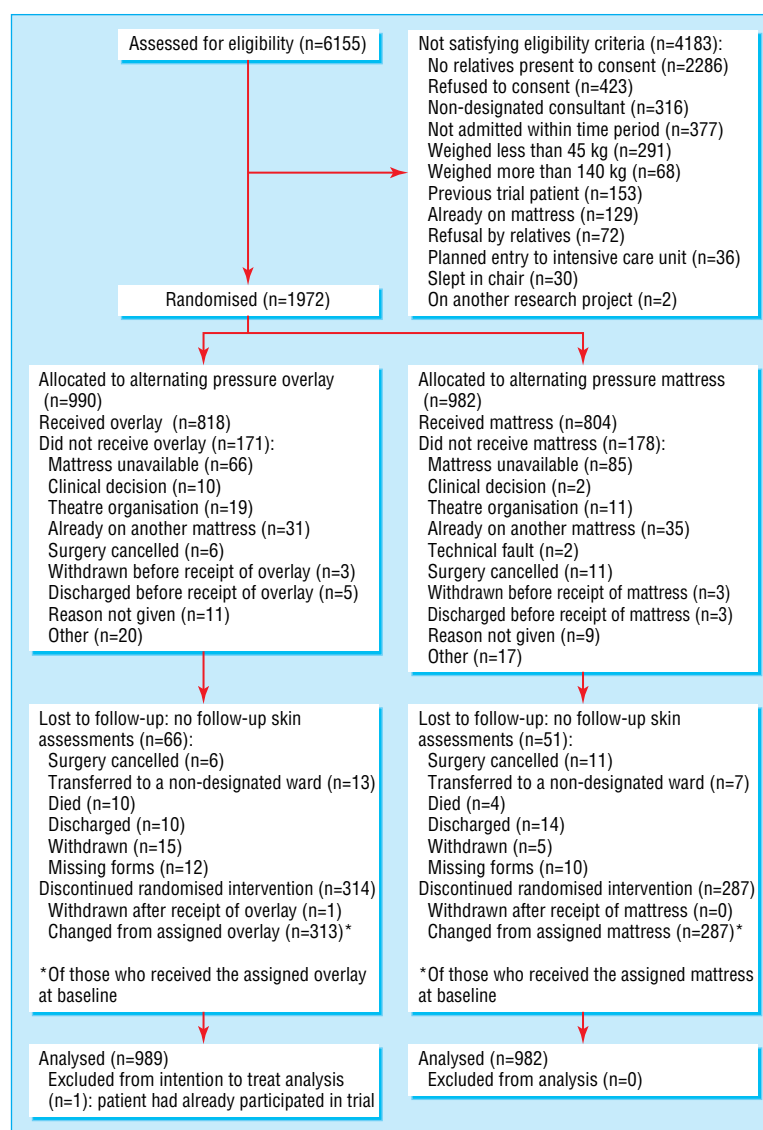 Assessed for eligibility (n=6155)
Not satisfying eligibility criteria (n=4183):
No relatives present to consent (n=2286)
Refused to consent (n=423)
Non-designated consultant (n=316)
Not admitted within time period (n=377)
Weighed less than 45 kg (n=291)
Weighed more than 140 kg (n=68)
Previous trial patient (n=153)
Already on mattress (n=129)
Refusal by relatives (n=72)
Planned entry to intensive care unit (n=36)
Slept in chair (n=30)
On another research project (n=2)
Randomised (n=1972)
Allocated to alternating pressure overlay
(n=990)
Received overlay (n=818)
Did not receive overlay (n=171):
Mattress unavailable (n=66)
Clinical decision (n=10)
Theatre organisation (n=19)
Already on another mattress (n=31)
Surgery cancelled (n=6)
Withdrawn before receipt of overlay (n=3)
Discharged before receipt of overlay (n=5)
Reason not given (n=11)
Other (n=20)
Allocated to alternating pressure mattress
(n=982)
Received mattress (n=804)
Did not receive mattress (n=178):
Mattress unavailable (n=85)
Clinical decision (n=2)
Theatre organisation (n=11)
Already on another mattress (n=35)
Technical fault (n=2)
Surgery cancelled (n=11)
Withdrawn before receipt of mattress (n=3)
Discharged before receipt of mattress (n=3)
Reason not given (n=9)
Other (n=17)
Lost to follow-up: no follow-up skin
assessments (n=66):
Surgery cancelled (n=6)
Transferred to a non-designated ward (n=13)
Died (n=10)
Discharged (n=10)
Withdrawn (n=15)
Missing forms (n=12)
Discontinued randomised intervention (n=314)
Withdrawn after receipt of overlay (n=1)
Changed from assigned overlay (n=313)*
*Of those who received the assigned overlay
at baseline
Lost to follow-up: no follow-up skin
assessments (n=51):
Surgery cancelled (n=11)
Transferred to a non-designated ward (n=7)
Died (n=4)
Discharged (n=14)
Withdrawn (n=5)
Missing forms (n=10)
Discontinued randomised intervention (n=287)
Withdrawn after receipt of mattress (n=0)
Changed from assigned mattress (n=287)*
*Of those who received the assigned mattress
at baseline
Analysed (n=989)
Excluded from intention to treat analysis
(n=1): patient had already participated in trial
Analysed (n=982)
Excluded from analysis (n=0)